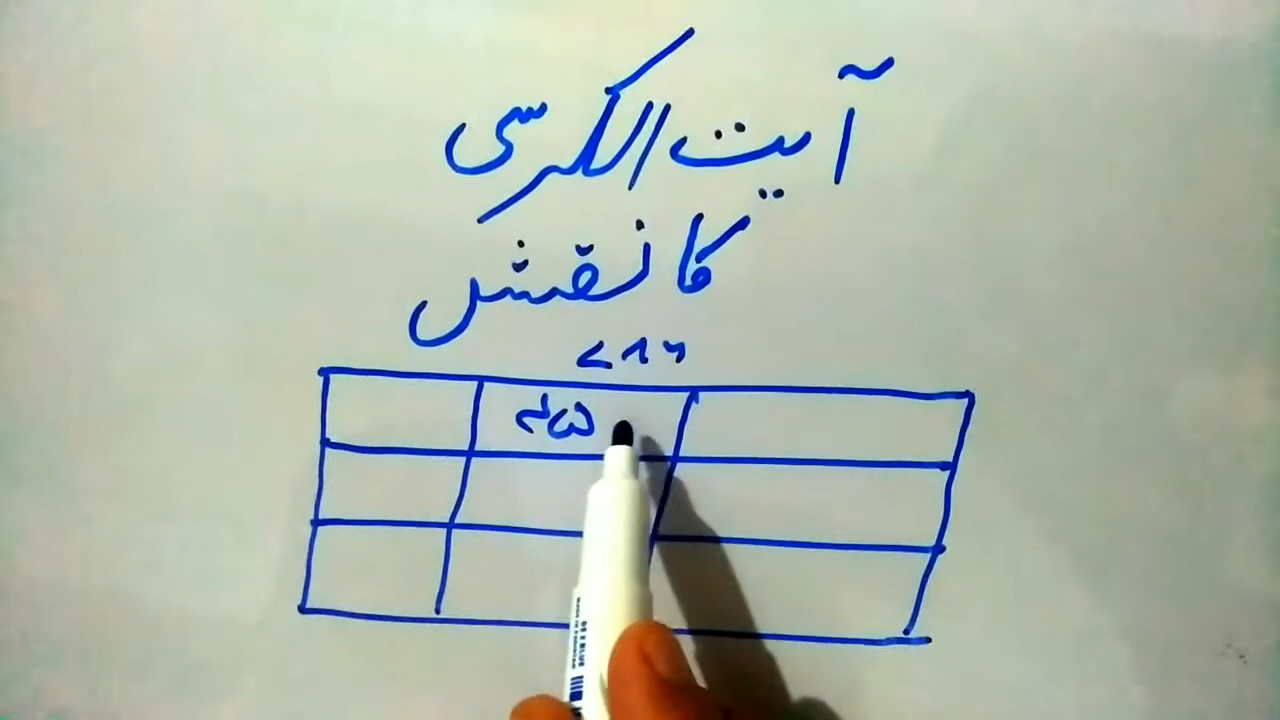 آیت الکرسی
کا نقش
۷۸۶